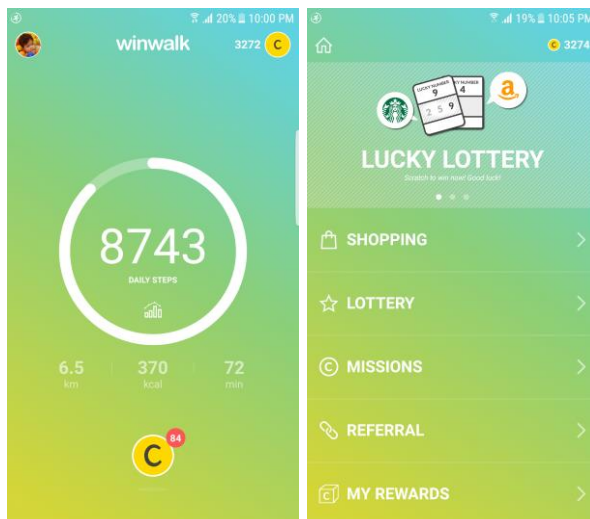 20% 10:00 PM
winwalk
3272 C
8743
DAILY STEPS
6.5 370 72
km kcal min
84
C
19% 10:05 PM
C 3274
LUCKY NUMBER
9
2 5 9
KY NUMBER
4
a
LUCKY LOTTERY
Scratch to win now! Good luck!
SHOPPING
LOTTERY
C MISSIONS
REFERRAL
C MY REWARDS